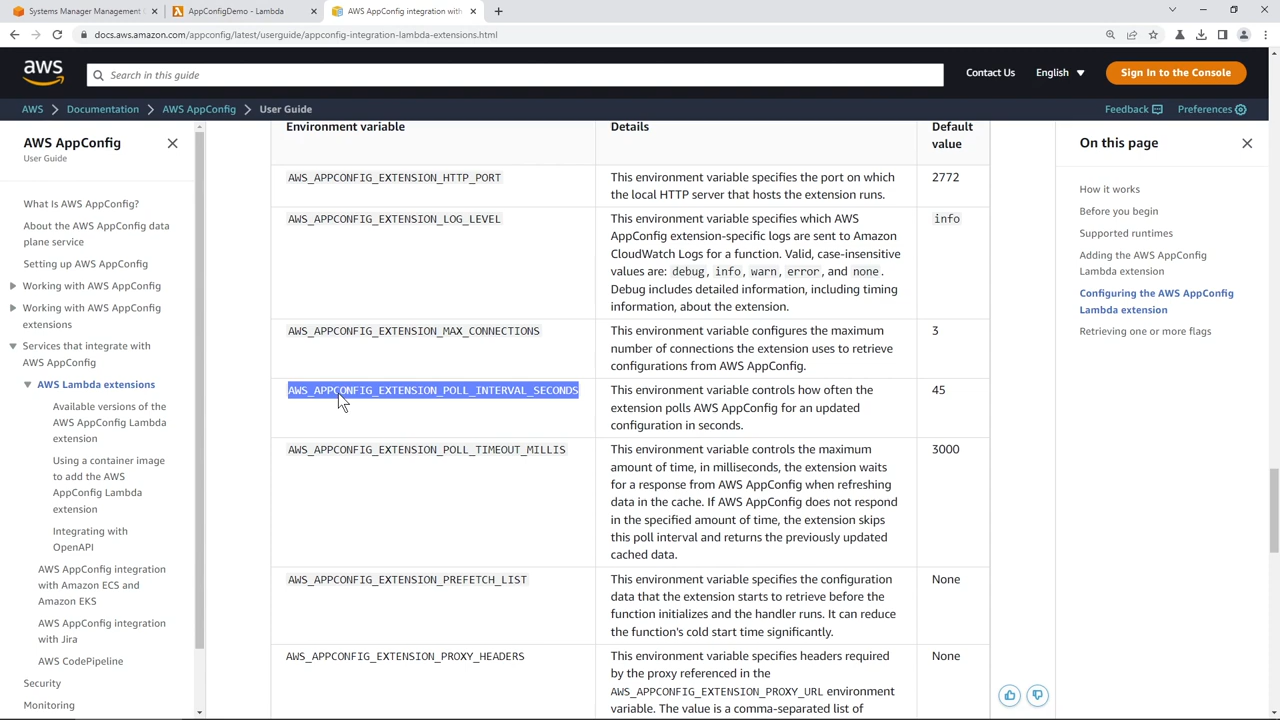 Systems Manager Management
AppConfigDemo - Lambda
AWS AppConfig integration with
docs.aws.amazon.com/appconfig/latest/userguide/appconfig-integration-lambda-extensions.html
aws
Search in this guide
Contact Us
English
Sign In to the Console
AWS
Documentation
AWS AppConfig
User Guide
Feedback
Preferences
AWS AppConfig
User Guide
What Is AWS AppConfig?
About the AWS AppConfig data
plane service
Setting up AWS AppConfig
Working with AWS AppConfig
Working with AWS AppConfig
extensions
Services that integrate with
AWS AppConfig
AWS Lambda extensions
Available versions of the
AWS AppConfig Lambda
extension
Using a container image
to add the AWS
AppConfig Lambda
extension
Integrating with
OpenAPI
AWS AppConfig integration
with Amazon ECS and
Amazon EKS
AWS AppConfig integration
with Jira
AWS CodePipeline
Security
Monitoring
Environment variable
Details
Default
value
AWS_APPCONFIG_EXTENSION_HTTP_PORT
This environment variable specifies the port on which
the local HTTP server that hosts the extension runs.
2772
AWS_APPCONFIG_EXTENSION_LOG_LEVEL
This environment variable specifies which AWS
AppConfig extension-specific logs are sent to Amazon
CloudWatch Logs for a function. Valid, case-insensitive
values are: debug, info, warn, error, and none.
Debug includes detailed information, including timing
information, about the extension.
info
AWS_APPCONFIG_EXTENSION_MAX_CONNECTIONS
This environment variable configures the maximum
number of connections the extension uses to retrieve
configurations from AWS AppConfig.
3
AWS_APPCONFIG_EXTENSION_POLL_INTERVAL_SECONDS
This environment variable controls how often the
extension polls AWS AppConfig for an updated
configuration in seconds.
45
AWS_APPCONFIG_EXTENSION_POLL_TIMEOUT_MILLIS
This environment variable controls the maximum
amount of time, in milliseconds, the extension waits
for a response from AWS AppConfig when refreshing
data in the cache. If AWS AppConfig does not respond
in the specified amount of time, the extension skips
this poll interval and returns the previously updated
cached data.
3000
AWS_APPCONFIG_EXTENSION_PREFETCH_LIST
This environment variable specifies the configuration
data that the extension starts to retrieve before the
function initializes and the handler runs. It can reduce
the function's cold start time significantly.
None
AWS_APPCONFIG_EXTENSION_PROXY_HEADERS
This environment variable specifies headers required
by the proxy referenced in the
AWS_APPCONFIG_EXTENSION_PROXY_URL environment
variable. The value is a comma-separated list of
None
On this page
How it works
Before you begin
Supported runtimes
Adding the AWS AppConfig
Lambda extension
Configuring the AWS AppConfig
Lambda extension
Retrieving one or more flags